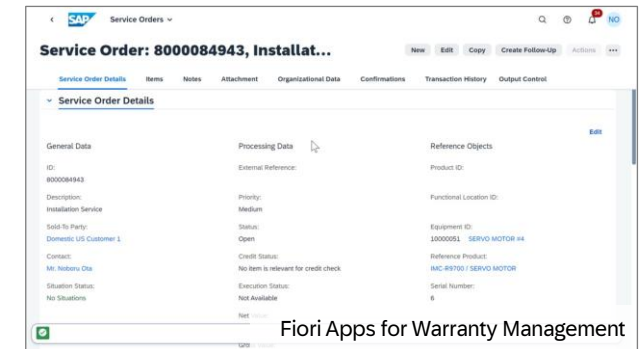 SAP Service Orders
NO
Service Order: 8000084943, Installat...
New Edit Copy Create Follow-Up Actions ...
Service Order Details Items Notes Attachment Organizational Data Confirmations Transaction History Output Control
Service Order Details
Edit
General Data Processing Data Reference Objects
ID: External Reference: Product ID:
8000084943
Description: Priority: Functional Location ID:
Installation Service Medium
Sold-To Party: Status: Equipment ID:
Domestic US Customer 1 Open 10000051 SERVO MOTOR #4
Contact: Credit Status: Reference Product:
Mr. Noboru Ota No item is relevant for credit check IMC-R9700 / SERVO MOTOR
Situation Status: Execution Status: Serial Number:
No Situations Not Available 6
Net
Fiori Apps for Warranty Management